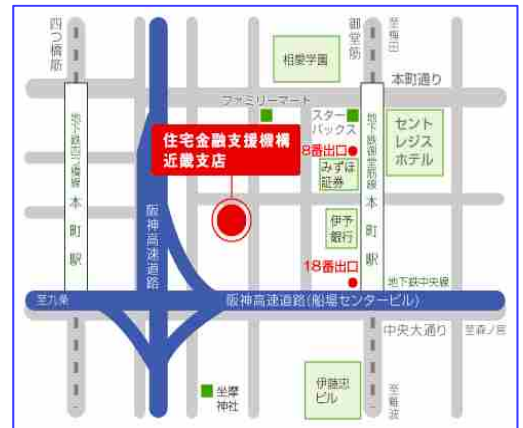 四つ橋筋
御堂筋
至梅田
相愛学園
本町通り
ファミリーマート
スター
バックス
セント
レジス
ホテル
住宅金融支援機構
近畿支店
8番出口
みずほ
証券
地下鉄四つ橋線
本町駅
地下鉄御堂筋線
本町駅
阪神高速道路
伊予
銀行
18番出口
地下鉄中央線
至九条
阪神高速道路(船場センタービル)
中央大通り
至森ノ宮
坐摩
神社
伊藤忠
ビル
至難波